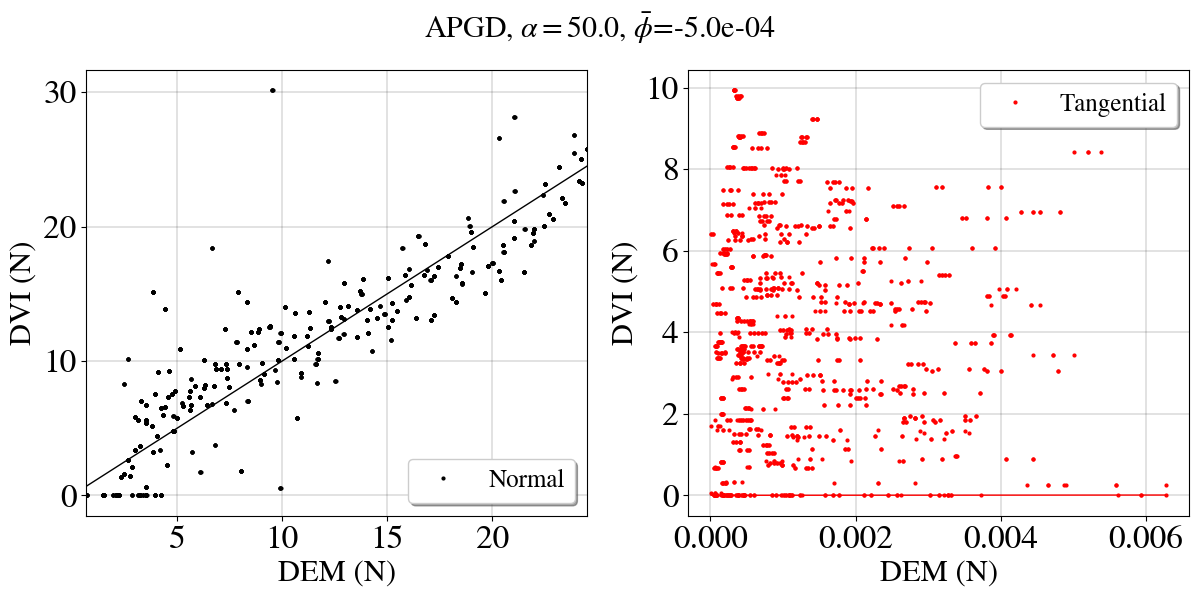 APGD, α = 50.0, ϕ̄=-5.0e-04
DVI (N)
30
20
10
0
5 10 15 20
DEM (N)
Normal
DVI (N)
10
8
6
4
2
0
0.000 0.002 0.004 0.006
DEM (N)
Tangential